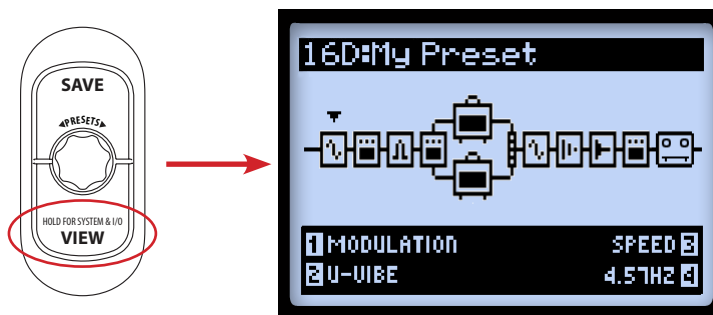 SAVE
◀PRESETS▶
HOLD FOR SYSTEM & I/O
VIEW
16D:My Preset
1 MODULATION SPEED 3
2 U-VIBE 4.57HZ 4